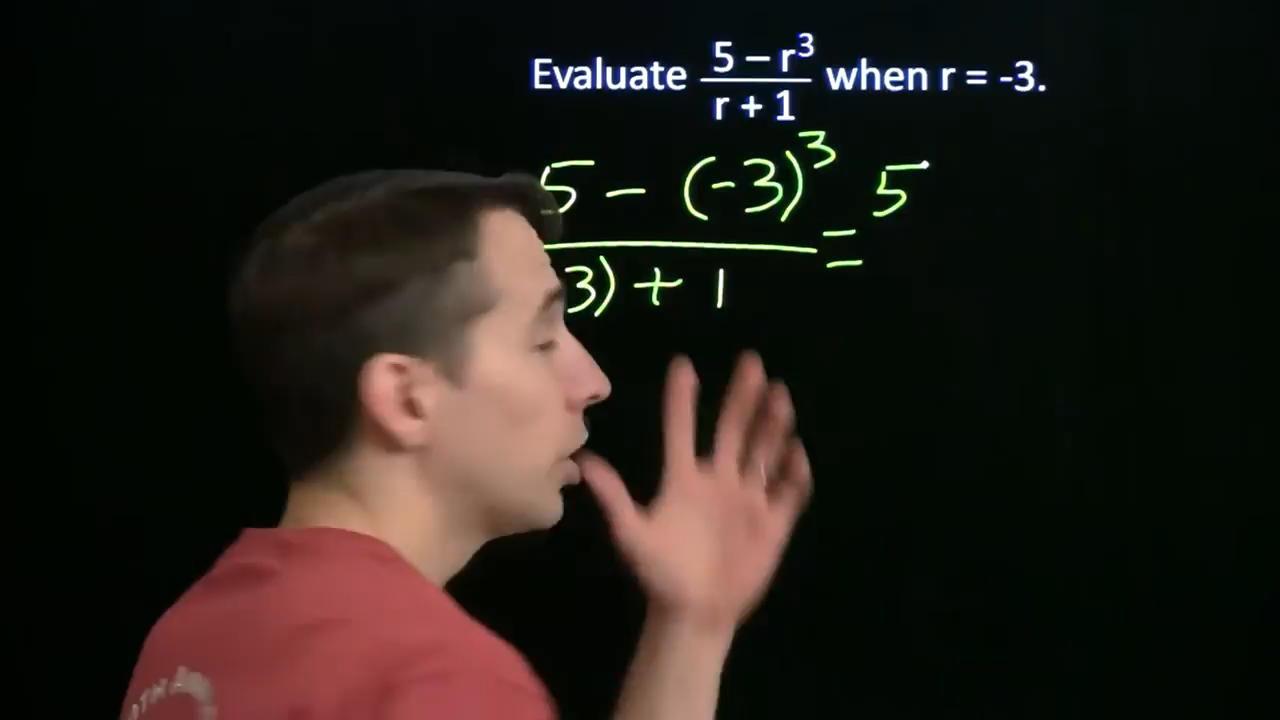 Evaluate (5 – r³)/(r + 1) when r = -3.
5 – (-3)³ = 5
3) + 1